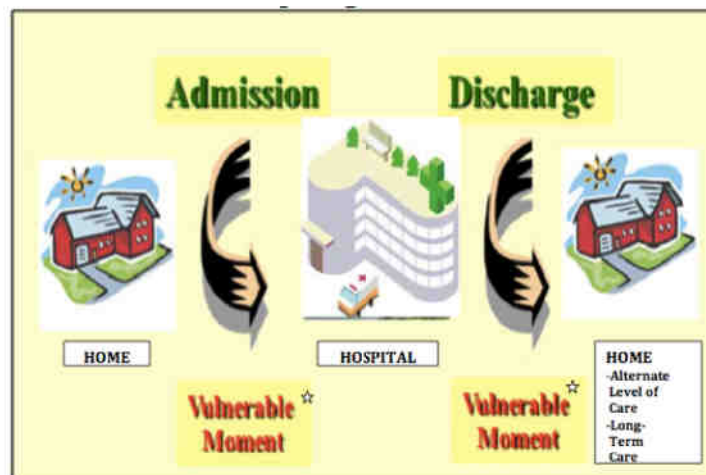 Admission
Discharge
HOME
HOSPITAL
HOME
-Alternate
Level of
Care
-Long-
Term
Care
Vulnerable ☆
Moment
Vulnerable ☆
Moment